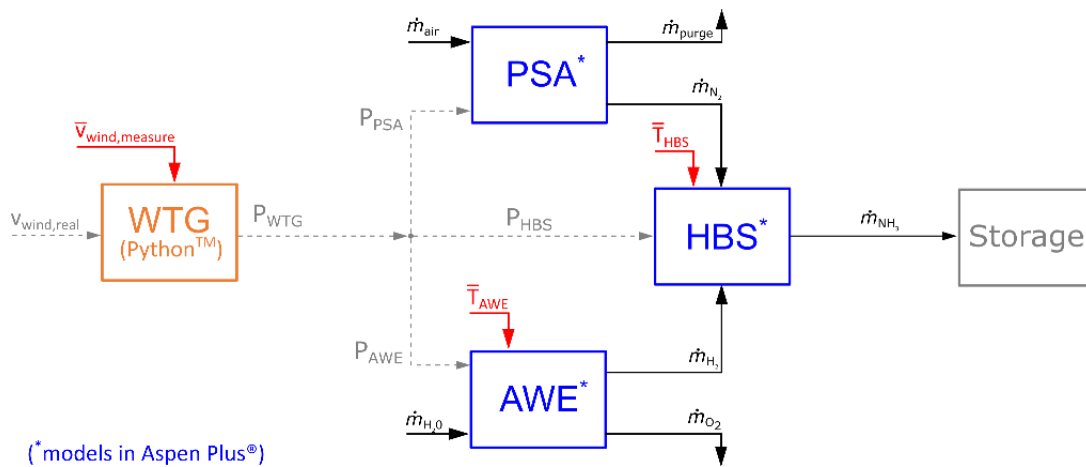 ṁair
ṁpurge
PSA*
ṁN₂
PPSA
v̿wind,measure
T̿HBS
WTG
(Python™)
vwind,real
PWTG
PHBS
HBS*
ṁNH₃
Storage
T̿AWE
PAWE
ṁH₂
AWE*
ṁH₂0
ṁO₂
(*models in Aspen Plus®)